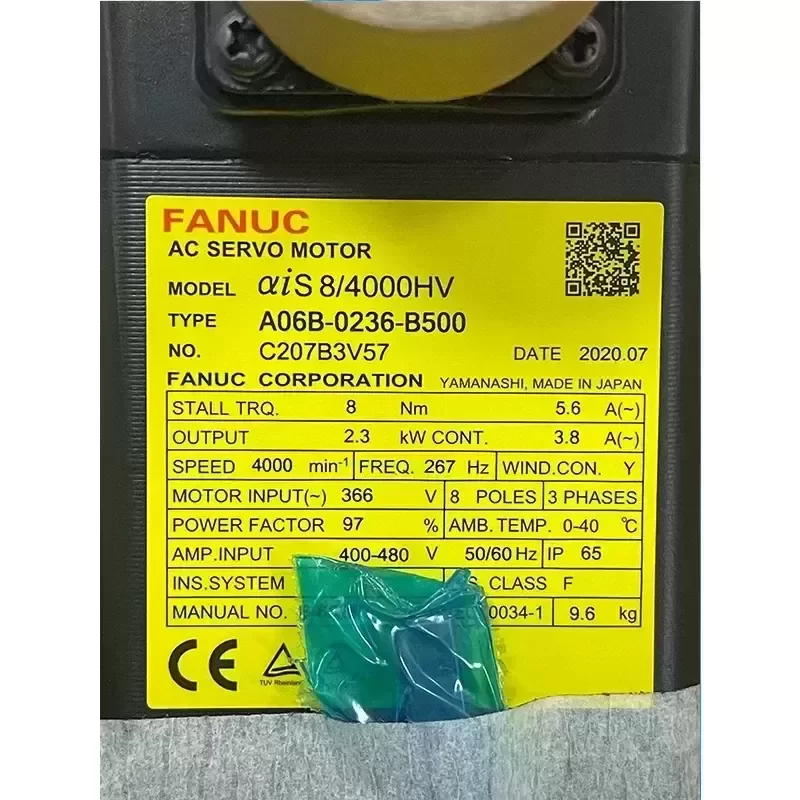 FANUC
AC SERVO MOTOR
MODEL αiS 8/4000HV
TYPE A06B-0236-B500
NO. C207B3V57 DATE 2020.07
FANUC CORPORATION YAMANASHI, MADE IN JAPAN
STALL TRQ. 8 Nm 5.6 A(~)
OUTPUT 2.3 kW CONT. 3.8 A(~)
SPEED 4000 min-1 FREQ. 267 Hz WIND.CON. Y
MOTOR INPUT(~) 366 V 8 POLES 3 PHASES
POWER FACTOR 97 % AMB.TEMP. 0-40 ℃
AMP.INPUT 400-480 V 50/60 Hz IP 65
INS.SYSTEM CLASS F
MANUAL NO. 0034-1 9.6 kg
CE
TUV Rheinland